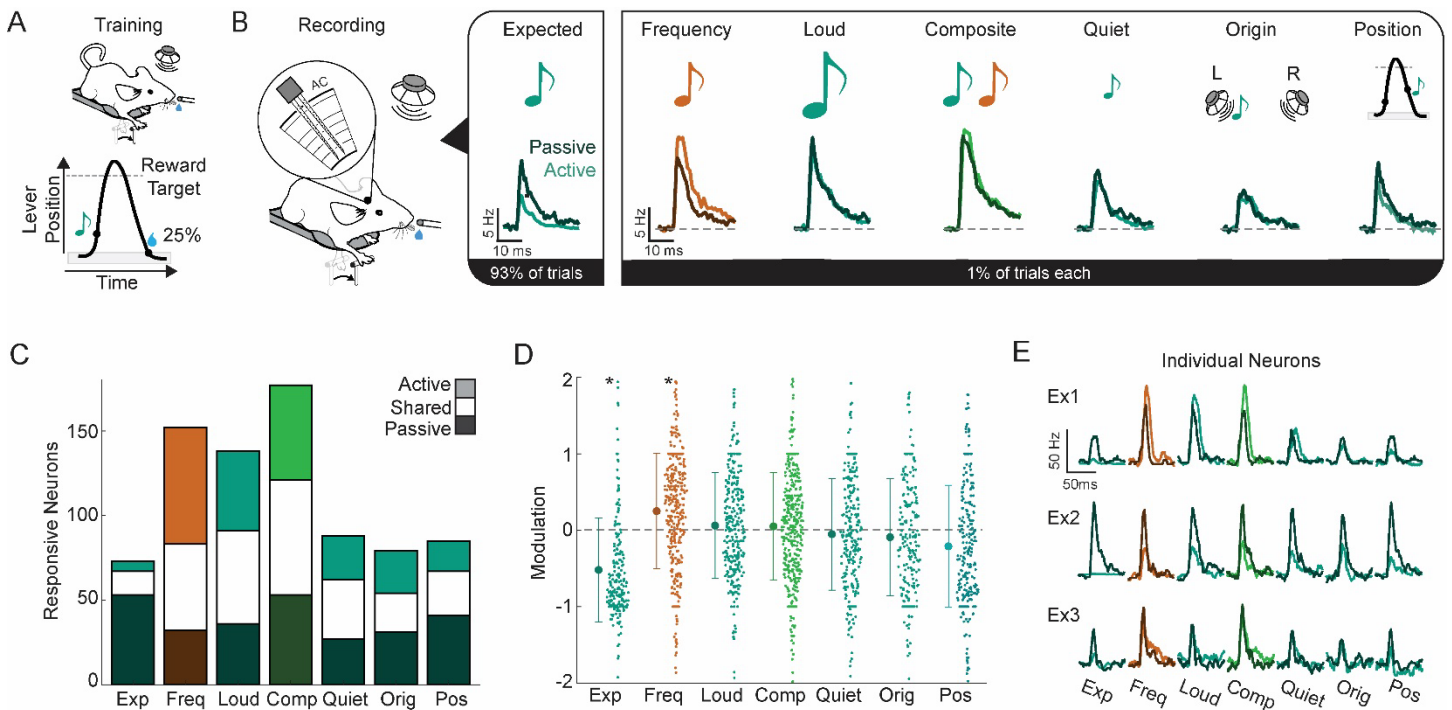 A
Training
Lever
Position
Reward
Target
25%
Time
B
Recording
AC
Expected
Passive
Active
5 Hz
10 ms
93% of trials
Frequency
Loud
Composite
Quiet
Origin
Position
L
R
5 Hz
10 ms
1% of trials each
C
Responsive Neurons
150
100
50
0
Active
Shared
Passive
Exp
Freq
Loud
Comp
Quiet
Orig
Pos
D
Modulation
2
1
0
-1
-2
*
*
Exp
Freq
Loud
Comp
Quiet
Orig
Pos
E
Individual Neurons
Ex1
50 Hz
50ms
Ex2
Ex3
Exp
Freq
Loud
Comp
Quiet
Orig
Pos